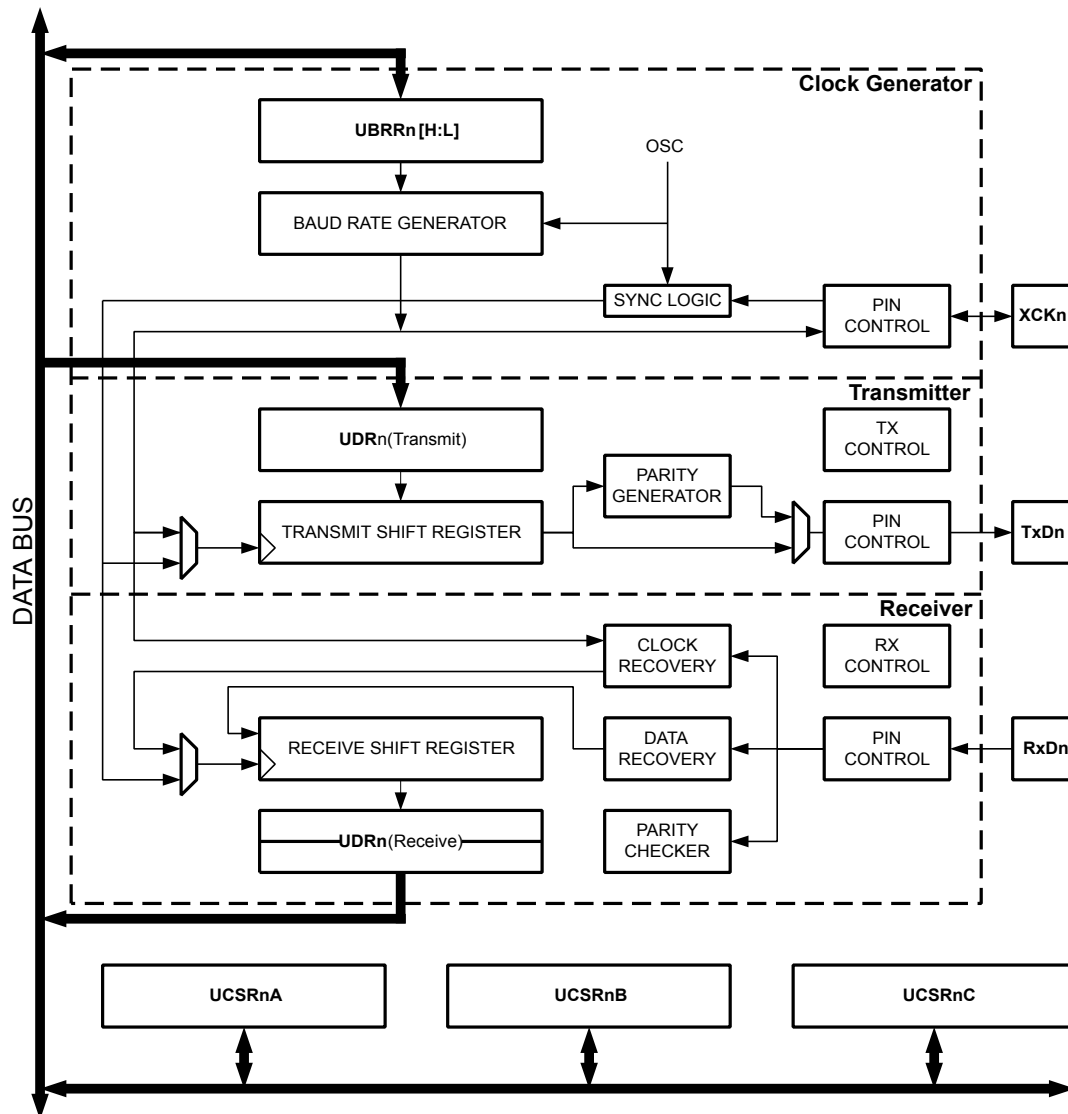 Clock Generator
UBRRn [H:L]
OSC
BAUD RATE GENERATOR
SYNC LOGIC
PIN
CONTROL
XCKn
DATA BUS
Transmitter
UDRn(Transmit)
TX
CONTROL
PARITY
GENERATOR
TRANSMIT SHIFT REGISTER
PIN
CONTROL
TxDn
Receiver
CLOCK
RECOVERY
RX
CONTROL
RECEIVE SHIFT REGISTER
DATA
RECOVERY
PIN
CONTROL
RxDn
UDRn(Receive)
PARITY
CHECKER
UCSRnA
UCSRnB
UCSRnC